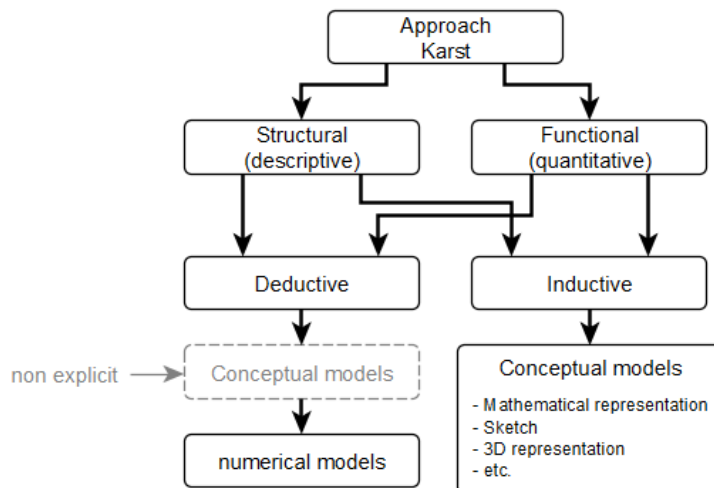 Approach
Karst
Structural
(descriptive)
Functional
(quantitative)
Deductive
Inductive
non explicit
Conceptual models
numerical models
Conceptual models
- Mathematical representation
- Sketch
- 3D representation
- etc.